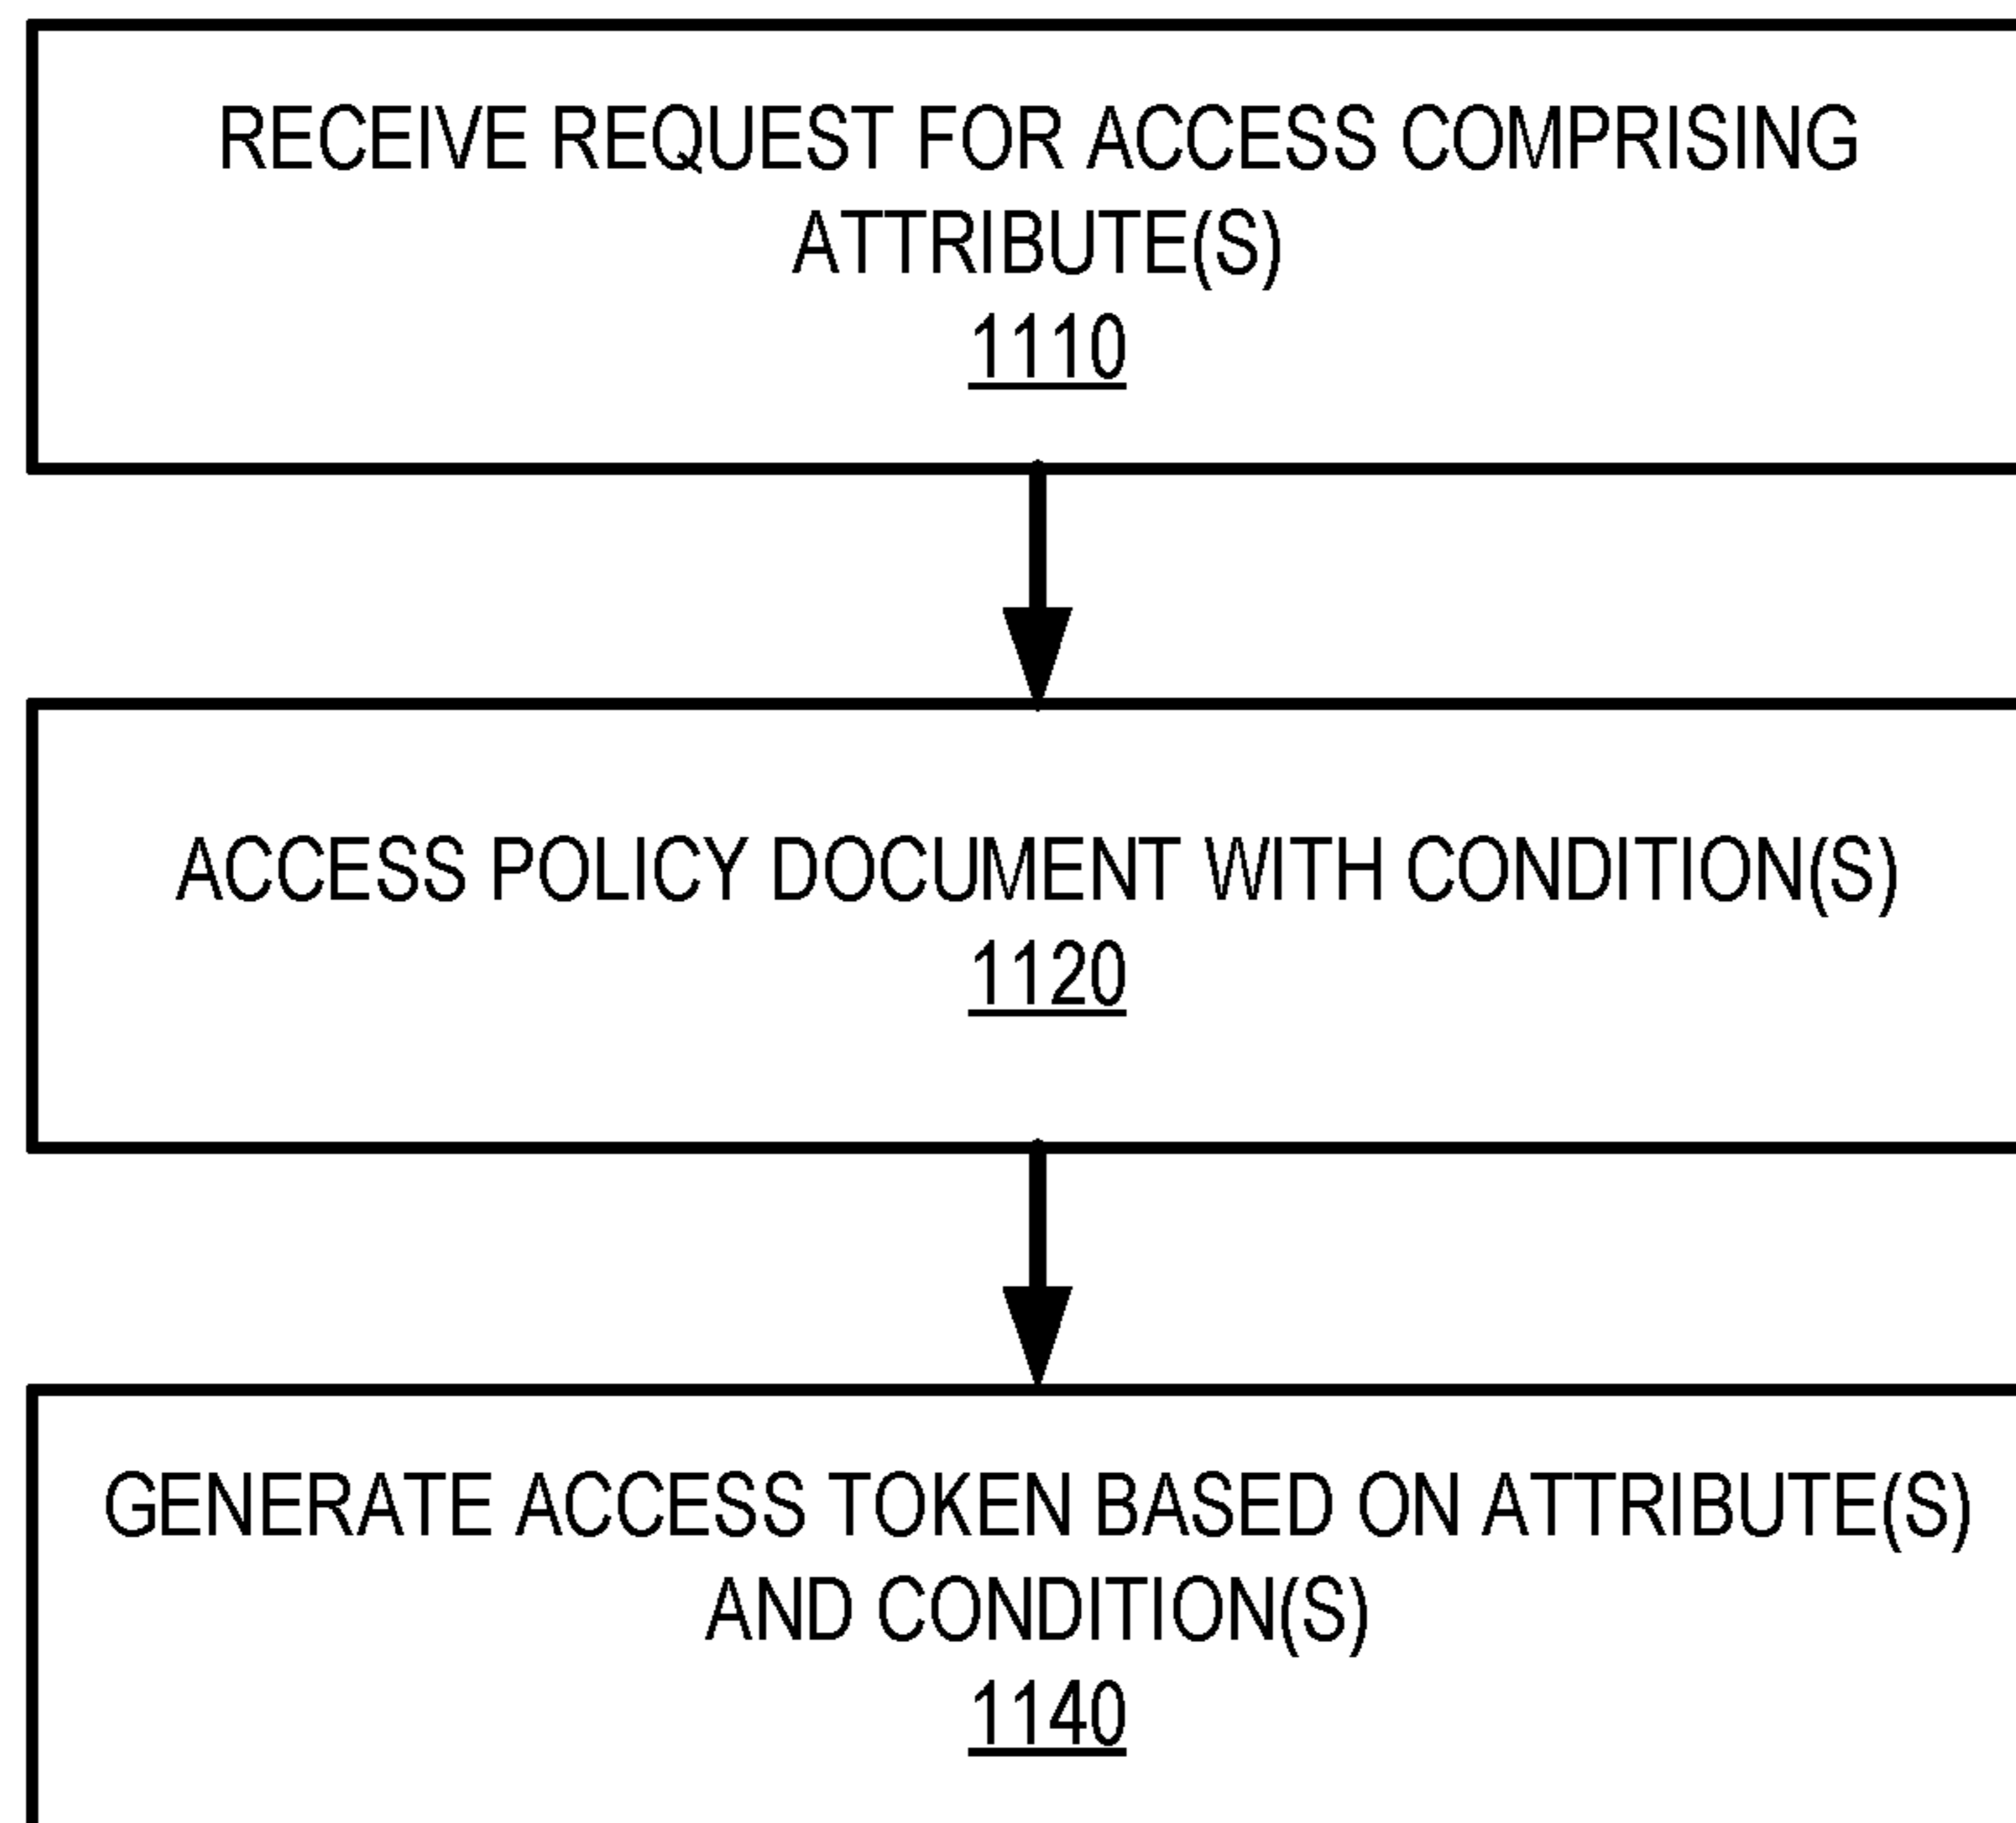 RECEIVE REQUEST FOR ACCESS COMPRISING
ATTRIBUTE(S)
1110
ACCESS POLICY DOCUMENT WITH CONDITION(S)
1120
GENERATE ACCESS TOKEN BASED ON ATTRIBUTE(S)
AND CONDITION(S)
1140